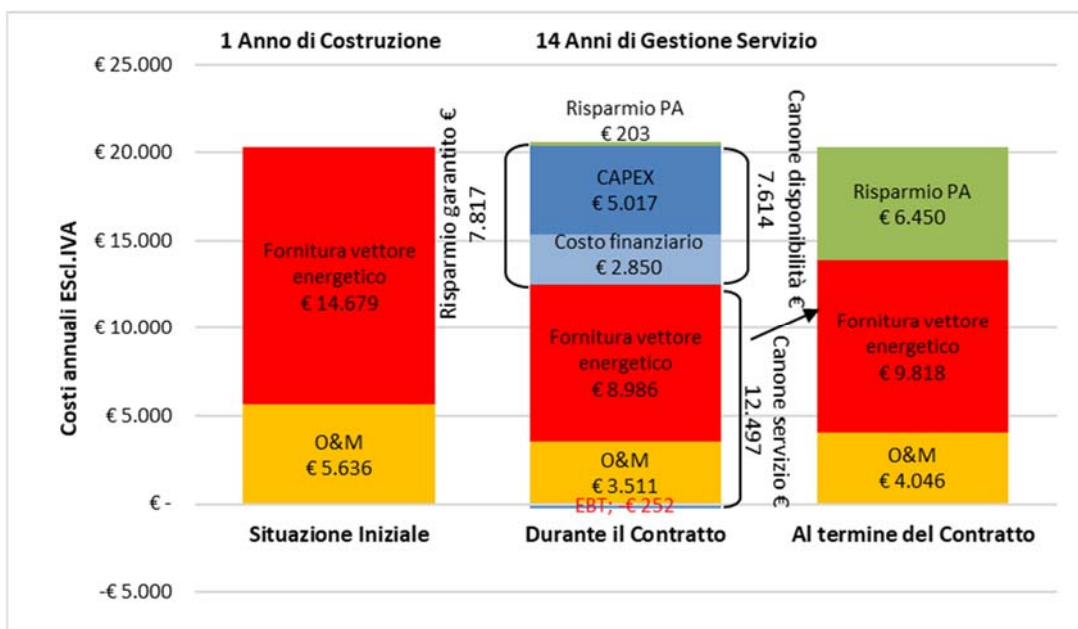 1 Anno di Costruzione
14 Anni di Gestione Servizio
Costi annuali EScl.IVA
€ 25.000
€ 20.000
€ 15.000
€ 10.000
€ 5.000
€ -
-€ 5.000
Fornitura vettore
energetico
€ 14.679
O&M
€ 5.636
Situazione Iniziale
Risparmio garantito €
7.817
Risparmio PA
€ 203
CAPEX
€ 5.017
Costo finanziario
€ 2.850
Fornitura vettore
energetico
€ 8.986
O&M
€ 3.511
EBT; -€ 252
Durante il Contratto
Canone disponibilità €
7.614
Canone servizio €
12.497
Risparmio PA
€ 6.450
Fornitura vettore
energetico
€ 9.818
O&M
€ 4.046
Al termine del Contratto